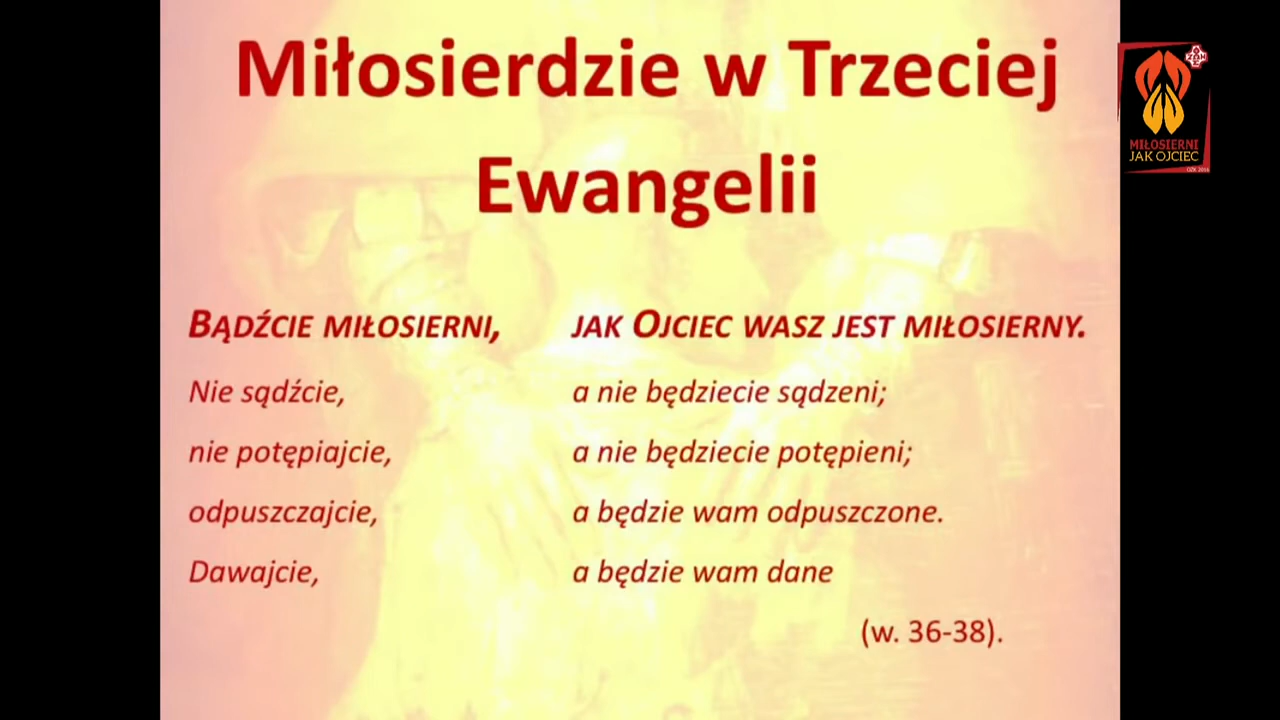 Miłosierdzie w Trzeciej
Ewangelii
BĄDŹCIE MIŁOSIERNI, JAK OJCIEC WASZ JEST MIŁOSIERNY.
Nie sądźcie, a nie będziecie sądzeni;
nie potępiajcie, a nie będziecie potępieni;
odpuszczajcie, a będzie wam odpuszczone.
Dawajcie, a będzie wam dane
(w. 36-38).
MIŁOSIERNI
JAK OJCIEC